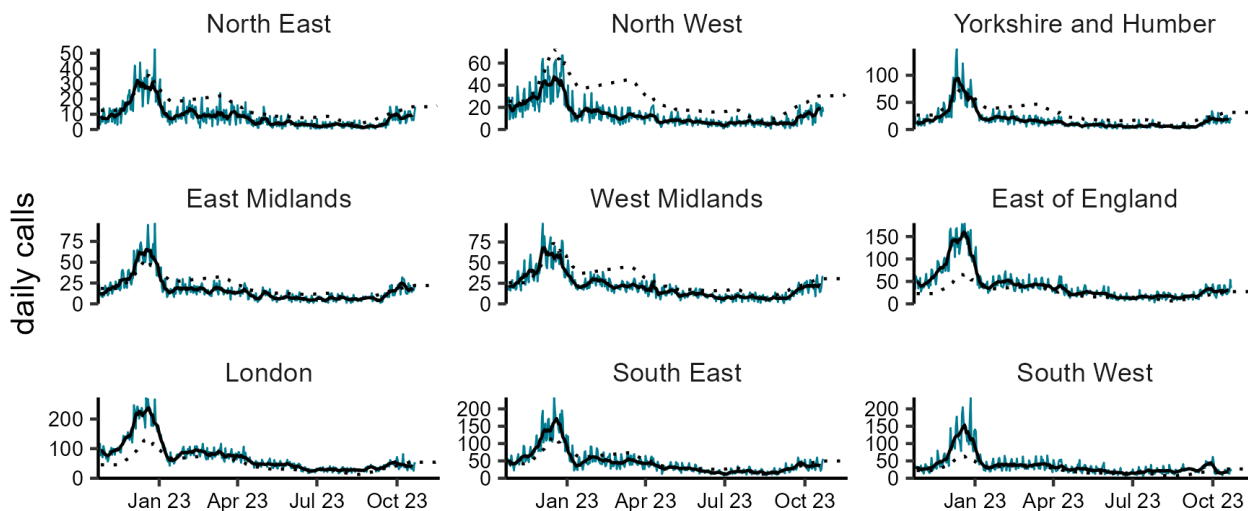 North East
North West
Yorkshire and Humber
50
40
30
20
10
0
60
40
20
0
100
50
0
East Midlands
West Midlands
East of England
daily calls
75
50
25
0
75
50
25
0
150
100
50
0
London
South East
South West
200
100
0
200
150
100
50
0
200
150
100
50
0
Jan 23 Apr 23 Jul 23 Oct 23
Jan 23 Apr 23 Jul 23 Oct 23
Jan 23 Apr 23 Jul 23 Oct 23